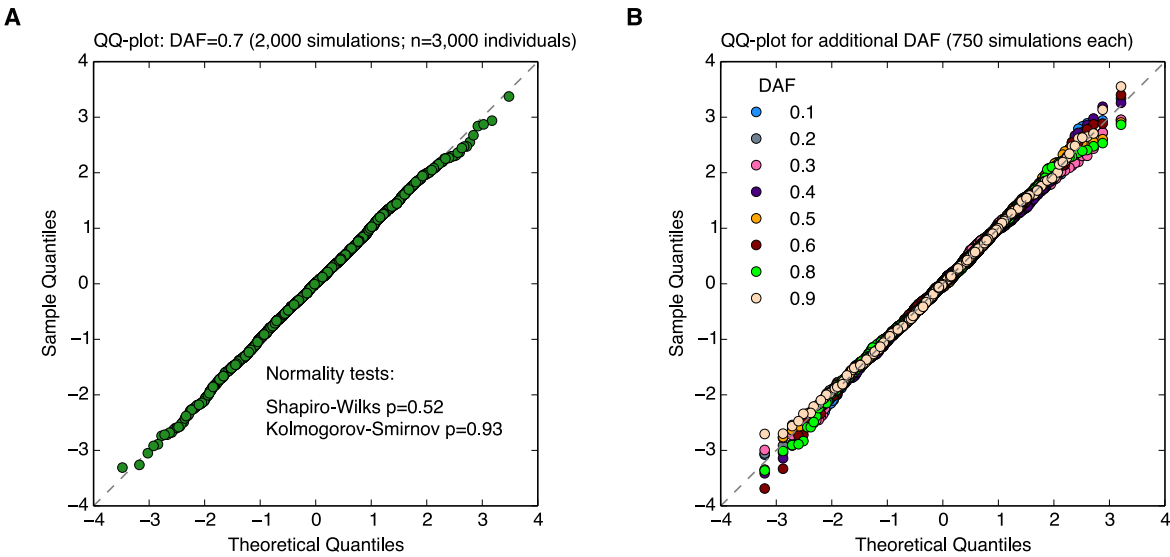 A
QQ-plot: DAF=0.7 (2,000 simulations; n=3,000 individuals)
4
3
2
1
0
−1
−2
−3
−4
Sample Quantiles
Normality tests:
Shapiro-Wilks p=0.52
Kolmogorov-Smirnov p=0.93
−4 −3 −2 −1 0 1 2 3 4
Theoretical Quantiles
B
QQ-plot for additional DAF (750 simulations each)
4
3
2
1
0
−1
−2
−3
−4
Sample Quantiles
DAF
0.1
0.2
0.3
0.4
0.5
0.6
0.8
0.9
−4 −3 −2 −1 0 1 2 3 4
Theoretical Quantiles